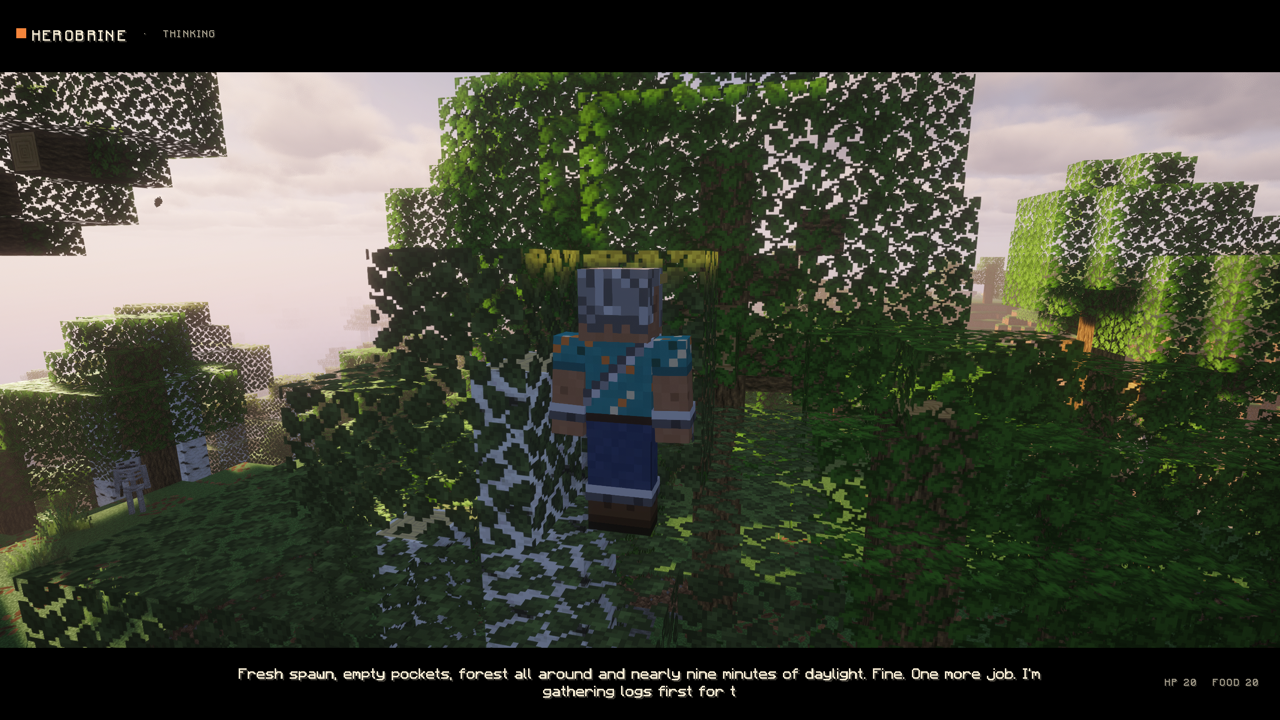 HEROBRINE · THINKING
Fresh spawn, empty pockets, forest all around and nearly nine minutes of daylight. Fine. One more job. I'm
gathering logs first for t
HP 20 FOOD 20